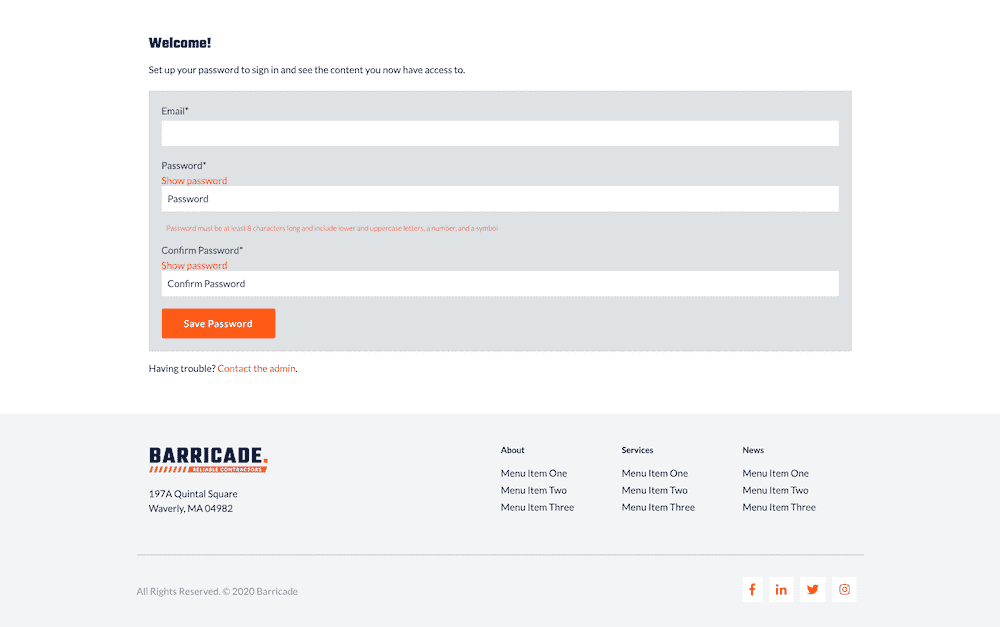 Welcome!
Set up your password to sign in and see the content you now have access to.
Email*
Password*
Show password
Password
Password must be at least 8 characters long and include lower and uppercase letters, a number, and a symbol
Confirm Password*
Show password
Confirm Password
Save Password
Having trouble? Contact the admin.
BARRICADE.
RELIABLE CONTRACTORS
197A Quintal Square
Waverly, MA 04982
About
Menu Item One
Menu Item Two
Menu Item Three
Services
Menu Item One
Menu Item Two
Menu Item Three
News
Menu Item One
Menu Item Two
Menu Item Three
All Rights Reserved. © 2020 Barricade